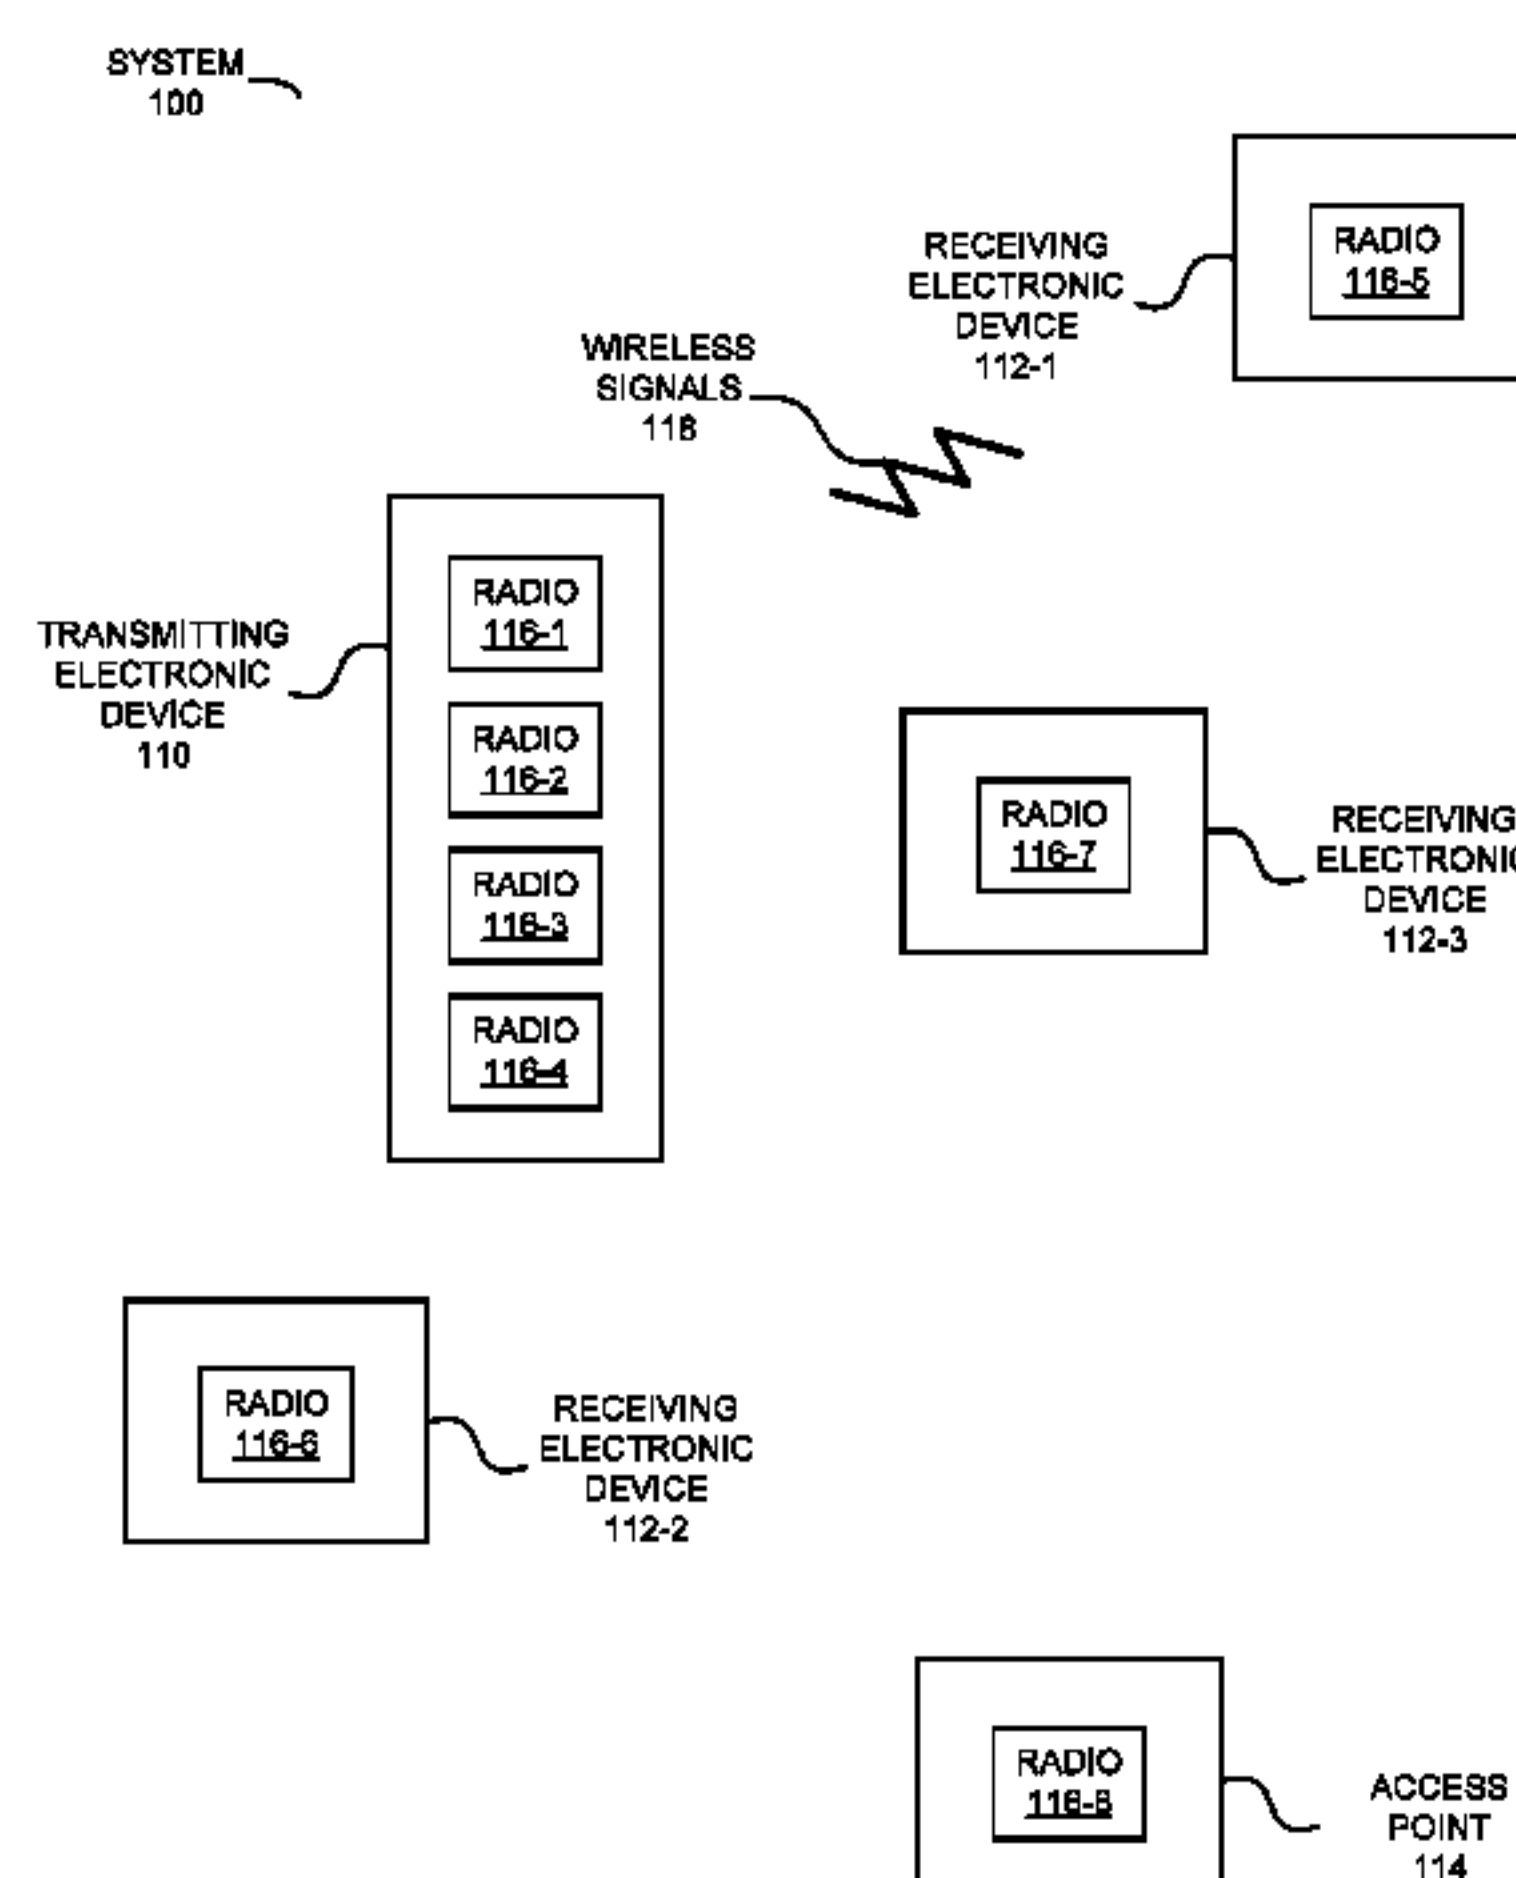 SYSTEM
100
RECEIVING
ELECTRONIC
DEVICE
112-1
RADIO
116-5
WIRELESS
SIGNALS
118
TRANSMITTING
ELECTRONIC
DEVICE
110
RADIO
116-1
RADIO
116-2
RADIO
116-3
RADIO
116-4
RADIO
116-7
RECEIVING
ELECTRONIC
DEVICE
112-3
RADIO
116-6
RECEIVING
ELECTRONIC
DEVICE
112-2
RADIO
116-8
ACCESS
POINT
114